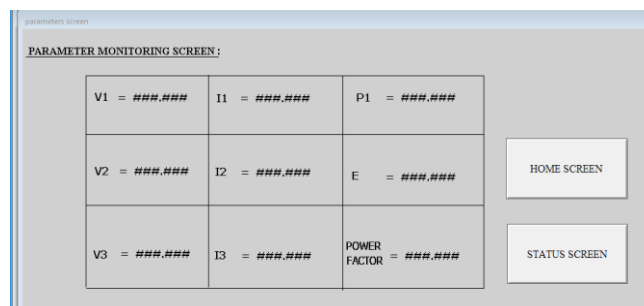 parameters screen
PARAMETER MONITORING SCREEN :
V1 = ###.### I1 = ###.### P1 = ###.###
V2 = ###.### I2 = ###.### E = ###.###
V3 = ###.### I3 = ###.### POWER FACTOR = ###.###
HOME SCREEN
STATUS SCREEN